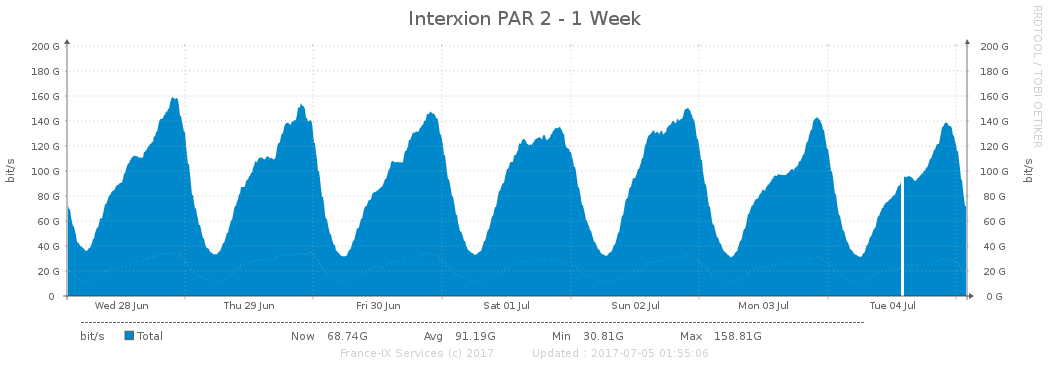 Interxion PAR 2 - 1 Week
RRDTOOL / TOBI OETIKER
200 G 200 G
180 G 180 G
160 G 160 G
140 G 140 G
120 G 120 G
100 G 100 G
80 G 80 G
60 G 60 G
40 G 40 G
20 G 20 G
0 0 G
bit/s bit/s
Wed 28 Jun Thu 29 Jun Fri 30 Jun Sat 01 Jul Sun 02 Jul Mon 03 Jul Tue 04 Jul
bit/s Total Now 68.74G Avg 91.19G Min 30.81G Max 158.81G
France-IX Services (c) 2017 Updated : 2017-07-05 01:55:06